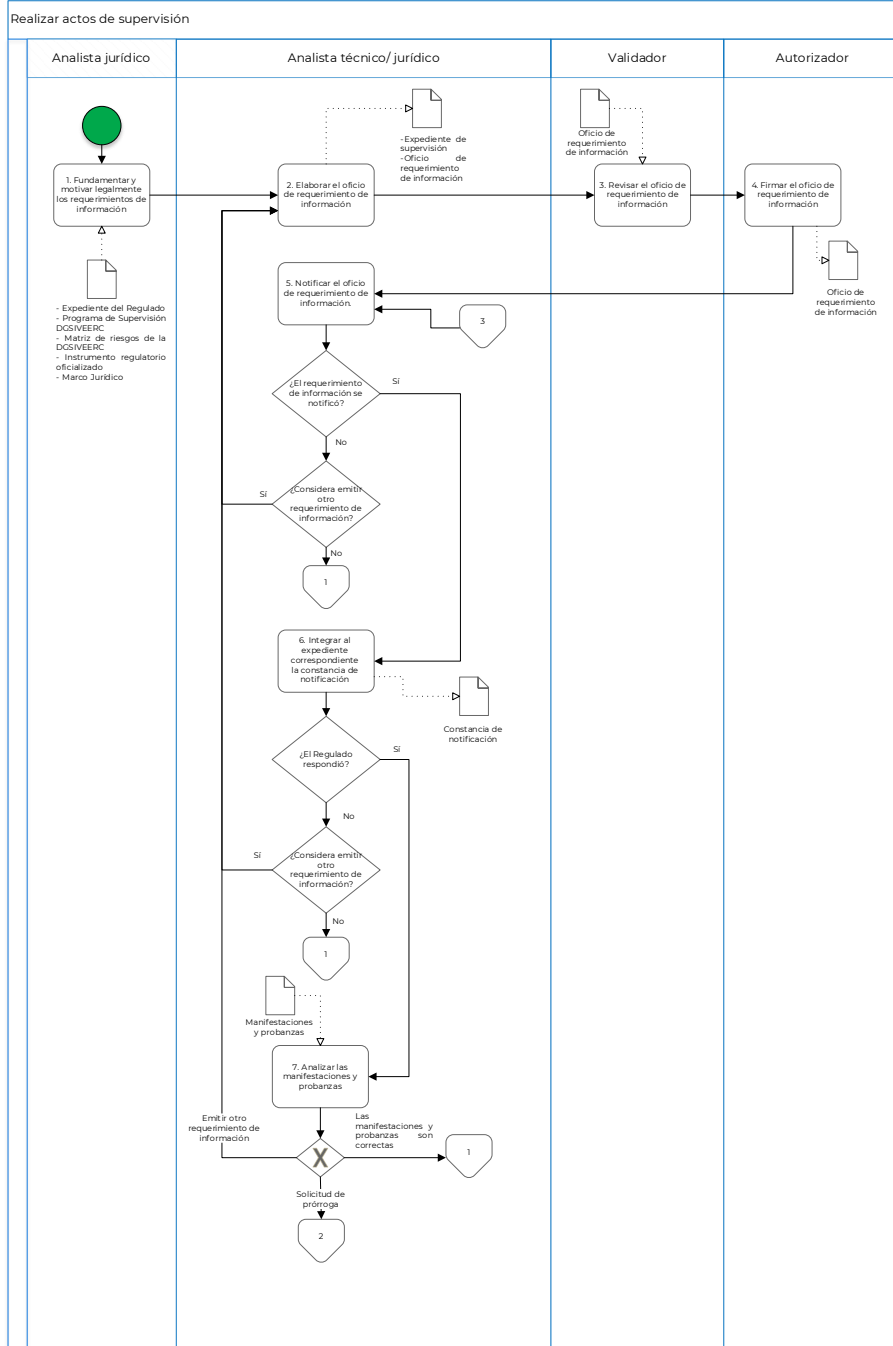 Realizar actos de supervisión
Analista jurídico
Analista técnico/ jurídico
Validador
Autorizador
1. Fundamentar y
motivar legalmente
los requerimientos de
información
- Expediente del Regulado
- Programa de Supervisión
DGSIVEERC
- Matriz de riesgos de la
DGSIVEERC
- Instrumento regulatorio
oficializado
- Marco Jurídico
2. Elaborar el oficio
de requerimiento de
información
-Expediente de
supervisión
-Oficio de
requerimiento
de información
Oficio de
requerimiento
de información
3. Revisar el oficio de
requerimiento de
información
4. Firmar el oficio de
requerimiento de
información
Oficio de
requerimiento
de información
5. Notificar el oficio
de requerimiento de
información.
3
¿El requerimiento
de información se
notificó?
Sí
No
¿Considera emitir
otro
requerimiento de
información?
Sí
No
1
6. Integrar al
expediente
correspondiente
la constancia de
notificación
Constancia de
notificación
¿El Regulado
respondió?
Sí
No
¿Considera emitir
otro
requerimiento de
información?
Sí
No
1
Manifestaciones
y probanzas
7. Analizar las
manifestaciones y
probanzas
Emitir otro
requerimiento de
información
Las
manifestaciones y
probanzas son
correctas
X
1
Solicitud de
prórroga
2